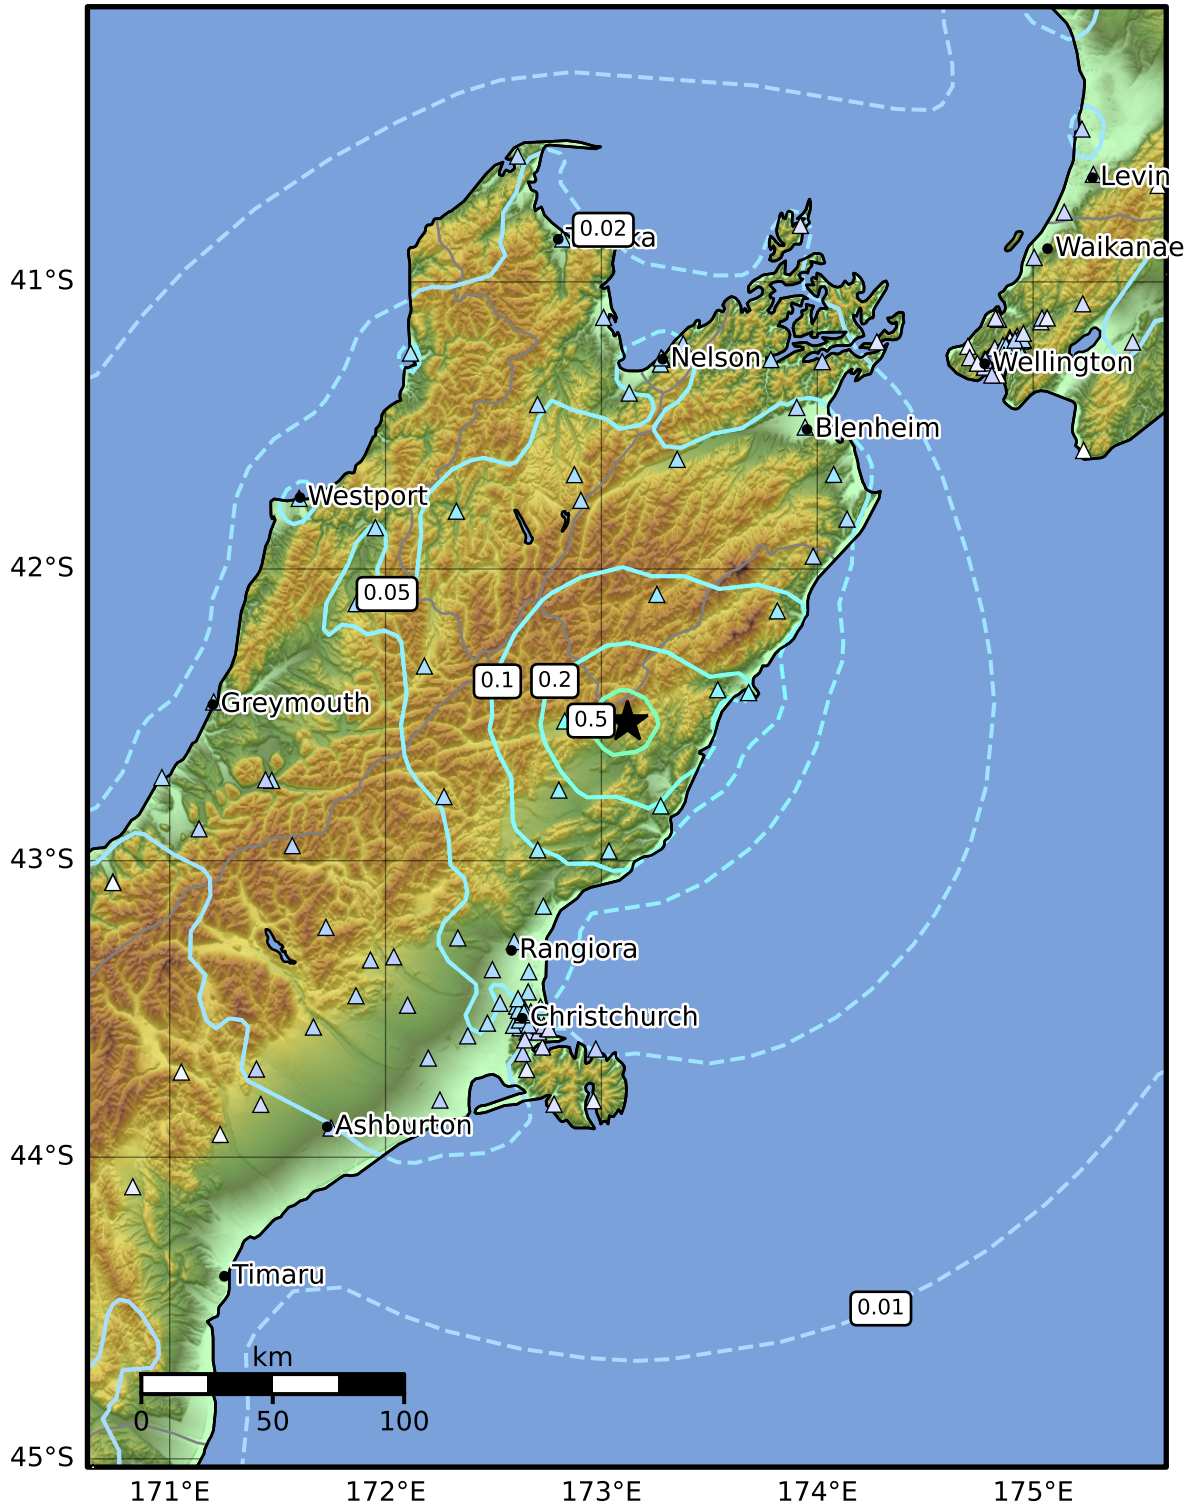 Levin
0.02
Waikanae
41°S
Nelson
Wellington
Blenheim
Westport
42°S
0.05
0.1
0.2
Greymouth
0.5
43°S
Rangiora
Christchurch
Ashburton
44°S
Timaru
0.01
km
0
50
100
45°S
171°E
172°E
173°E
174°E
175°E